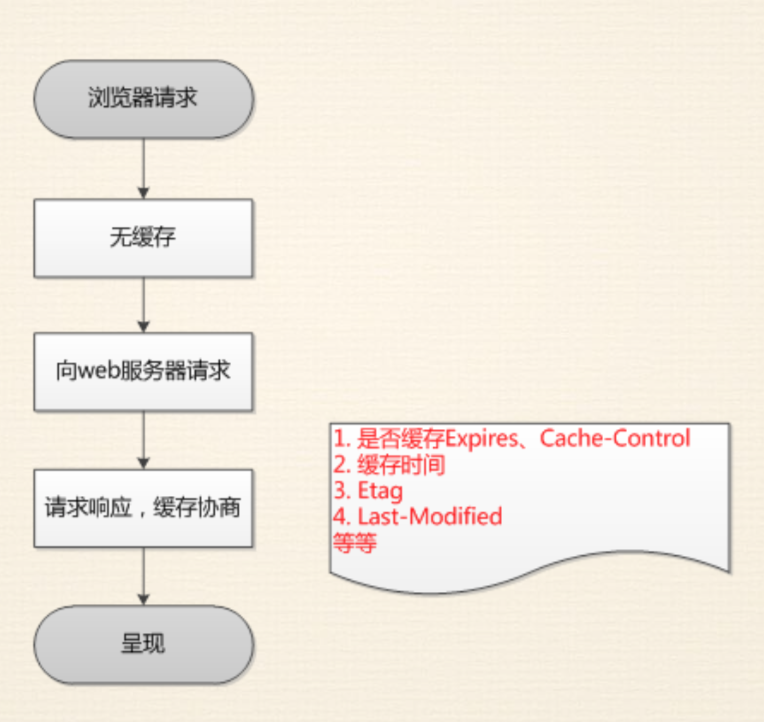 浏览器请求
无缓存
向web服务器请求
请求响应，缓存协商
呈现
1. 是否缓存Expires、Cache-Control
2. 缓存时间
3. Etag
4. Last-Modified
等等